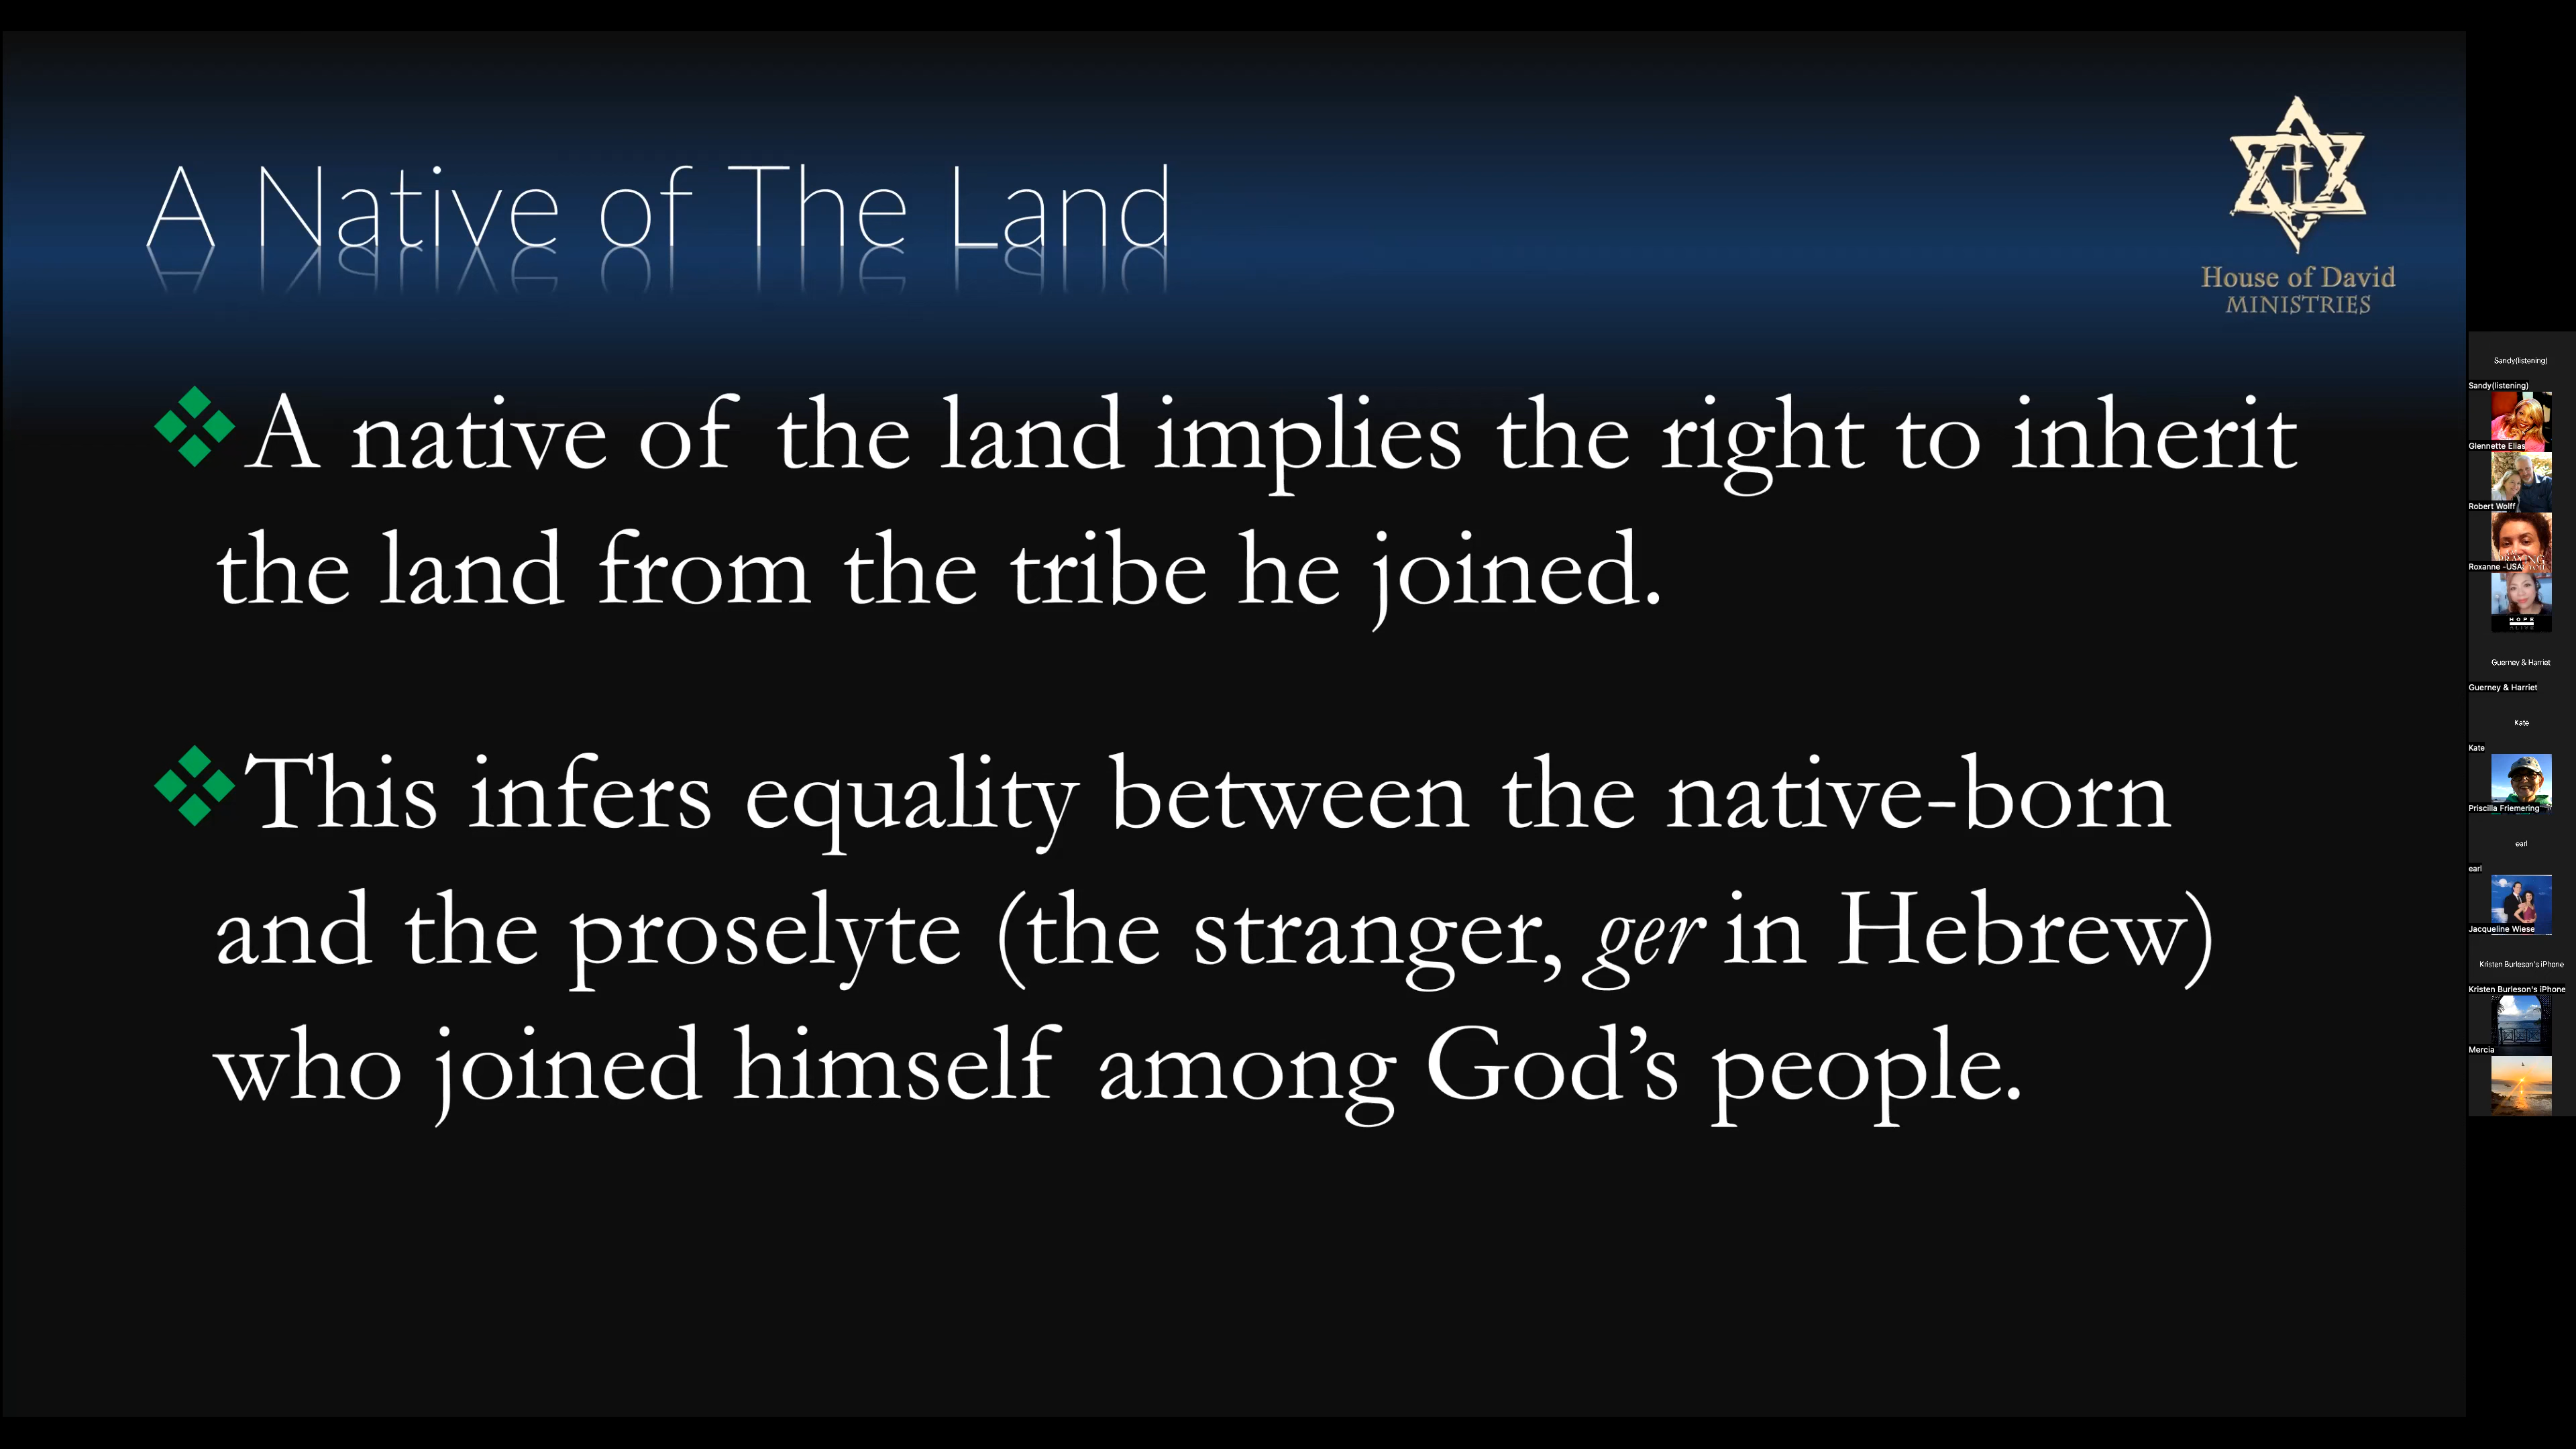 A Native of The Land
House of David
MINISTRIES
A native of the land implies the right to inherit
the land from the tribe he joined.
This infers equality between the native-born
and the proselyte (the stranger, ger in Hebrew)
who joined himself among God’s people.
Sandy(listening)
Sandy(listening)
Glennette Elias
Robert Wolff
Roxanne -USA
HOPE
Guerney & Harriet
Guerney & Harriet
Kate
Kate
Priscilla Friemering
earl
earl
Jacqueline Wiese
Kristen Burleson's iPhone
Kristen Burleson's iPhone
Mercia